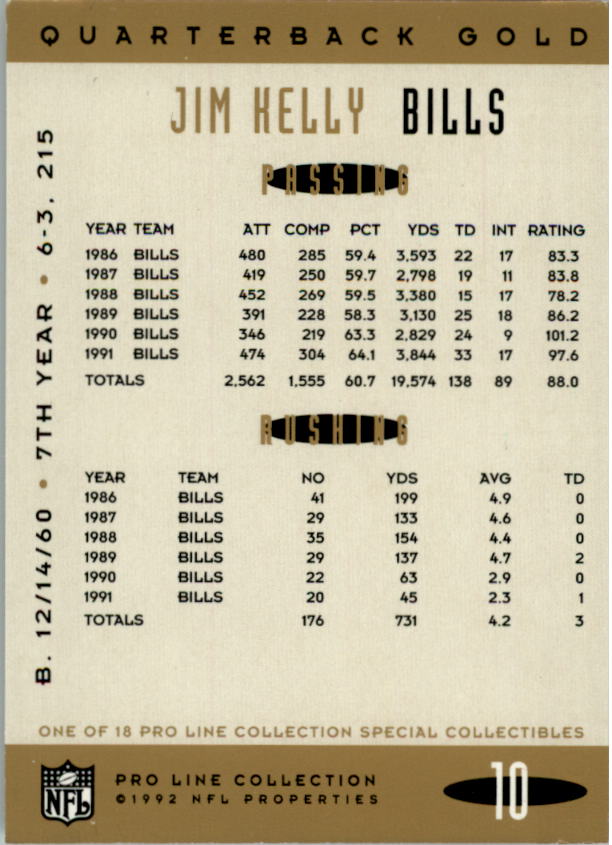 QUARTERBACK GOLD
JIM KELLY BILLS
PASSING
YEAR TEAM ATT COMP PCT YDS TD INT RATING
1986 BILLS 480 285 59.4 3,593 22 17 83.3
1987 BILLS 419 250 59.7 2,798 19 11 83.8
1988 BILLS 452 269 59.5 3,380 15 17 78.2
1989 BILLS 391 228 58.3 3,130 25 18 86.2
1990 BILLS 346 219 63.3 2,829 24 9 101.2
1991 BILLS 474 304 64.1 3,844 33 17 97.6
TOTALS 2,562 1,555 60.7 19,574 138 89 88.0
RUSHING
YEAR TEAM NO YDS AVG TD
1986 BILLS 41 199 4.9 0
1987 BILLS 29 133 4.6 0
1988 BILLS 35 154 4.4 0
1989 BILLS 29 137 4.7 2
1990 BILLS 22 63 2.9 0
1991 BILLS 20 45 2.3 1
TOTALS 176 731 4.2 3
B. 12/14/60 • 7TH YEAR • 6-3, 215
ONE OF 18 PRO LINE COLLECTION SPECIAL COLLECTIBLES
NFL
PRO LINE COLLECTION
©1992 NFL PROPERTIES
10